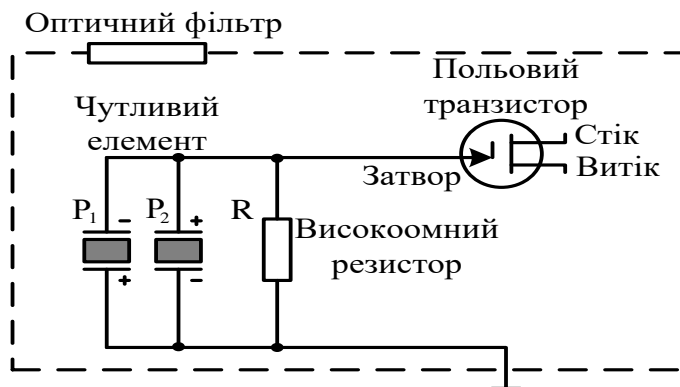 Оптичний фільтр
Польовий
транзистор
Чутливий
елемент
Стік
Витік
Затвор
P₁
-
+
P₂
+
-
R
Високоомний
резистор